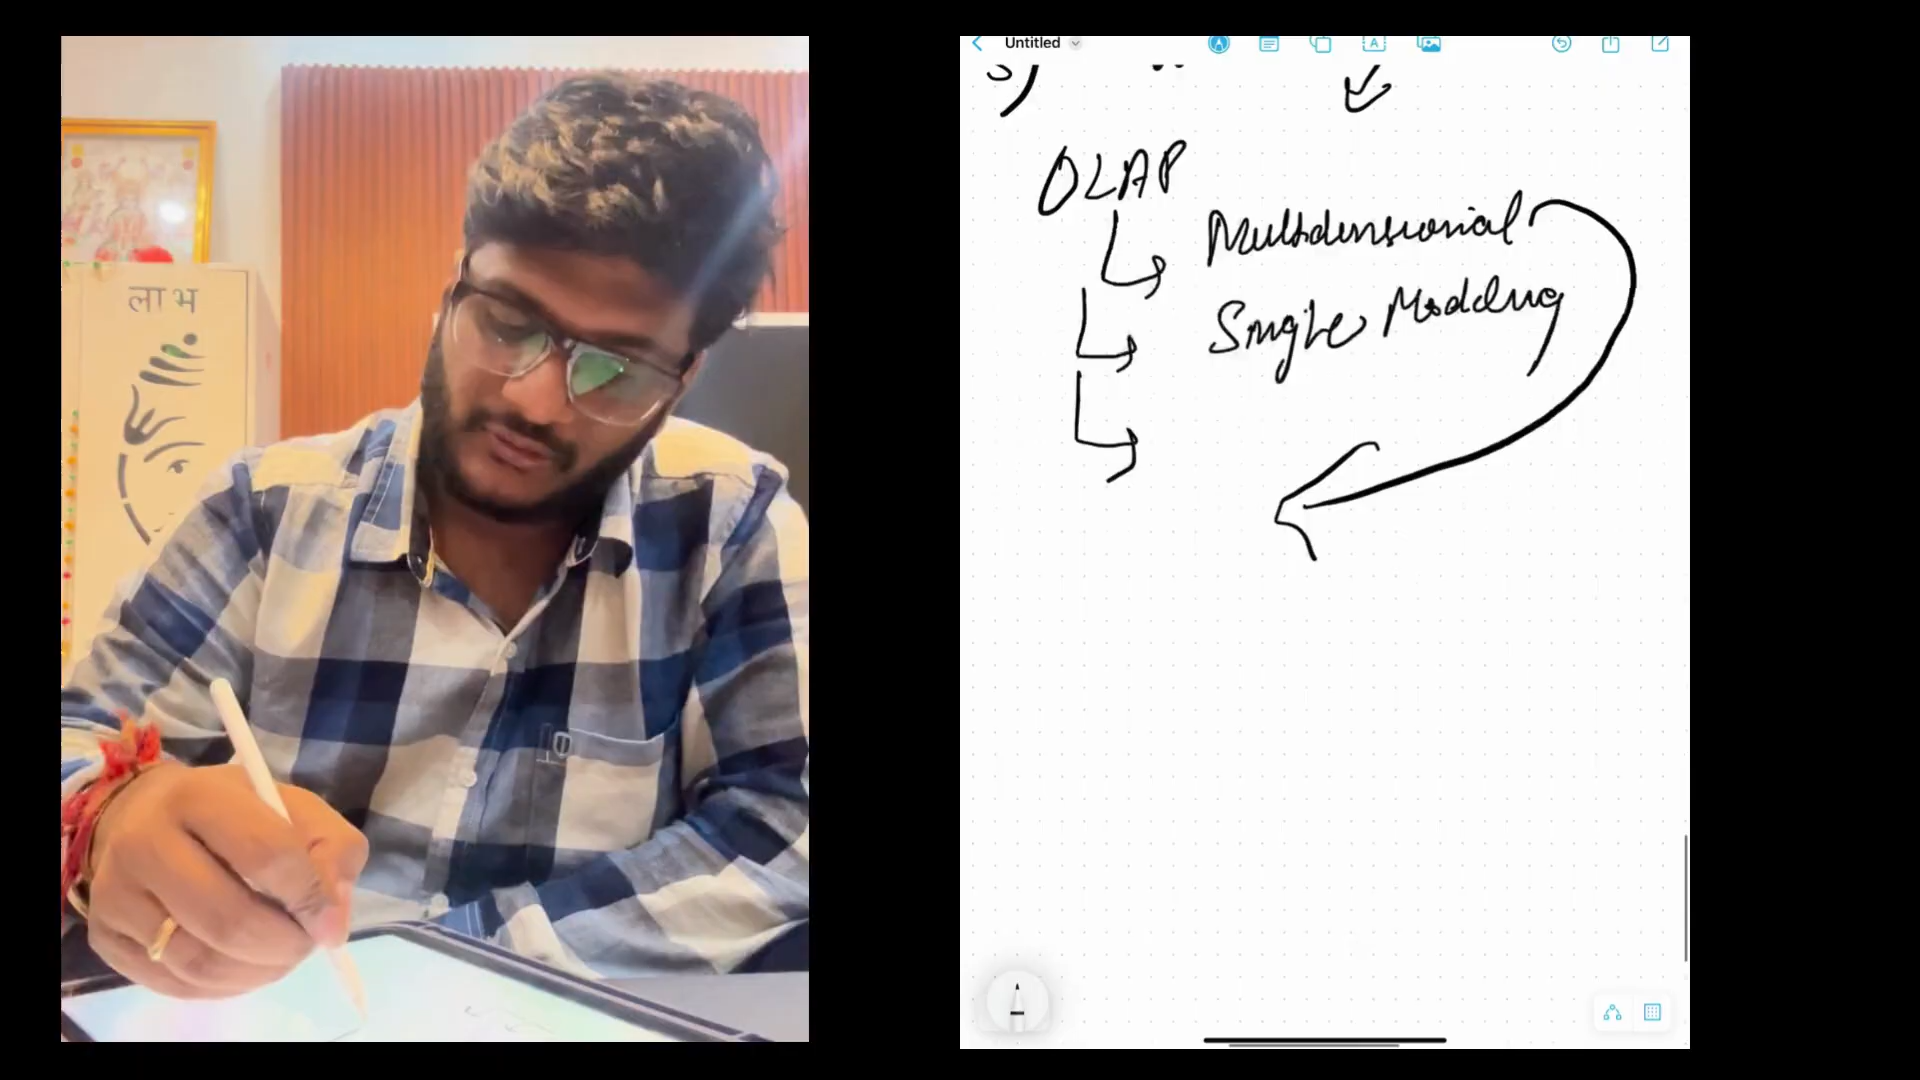 Untitled
s)
लाभ
OLAP
Multidimensional
Single Modeling